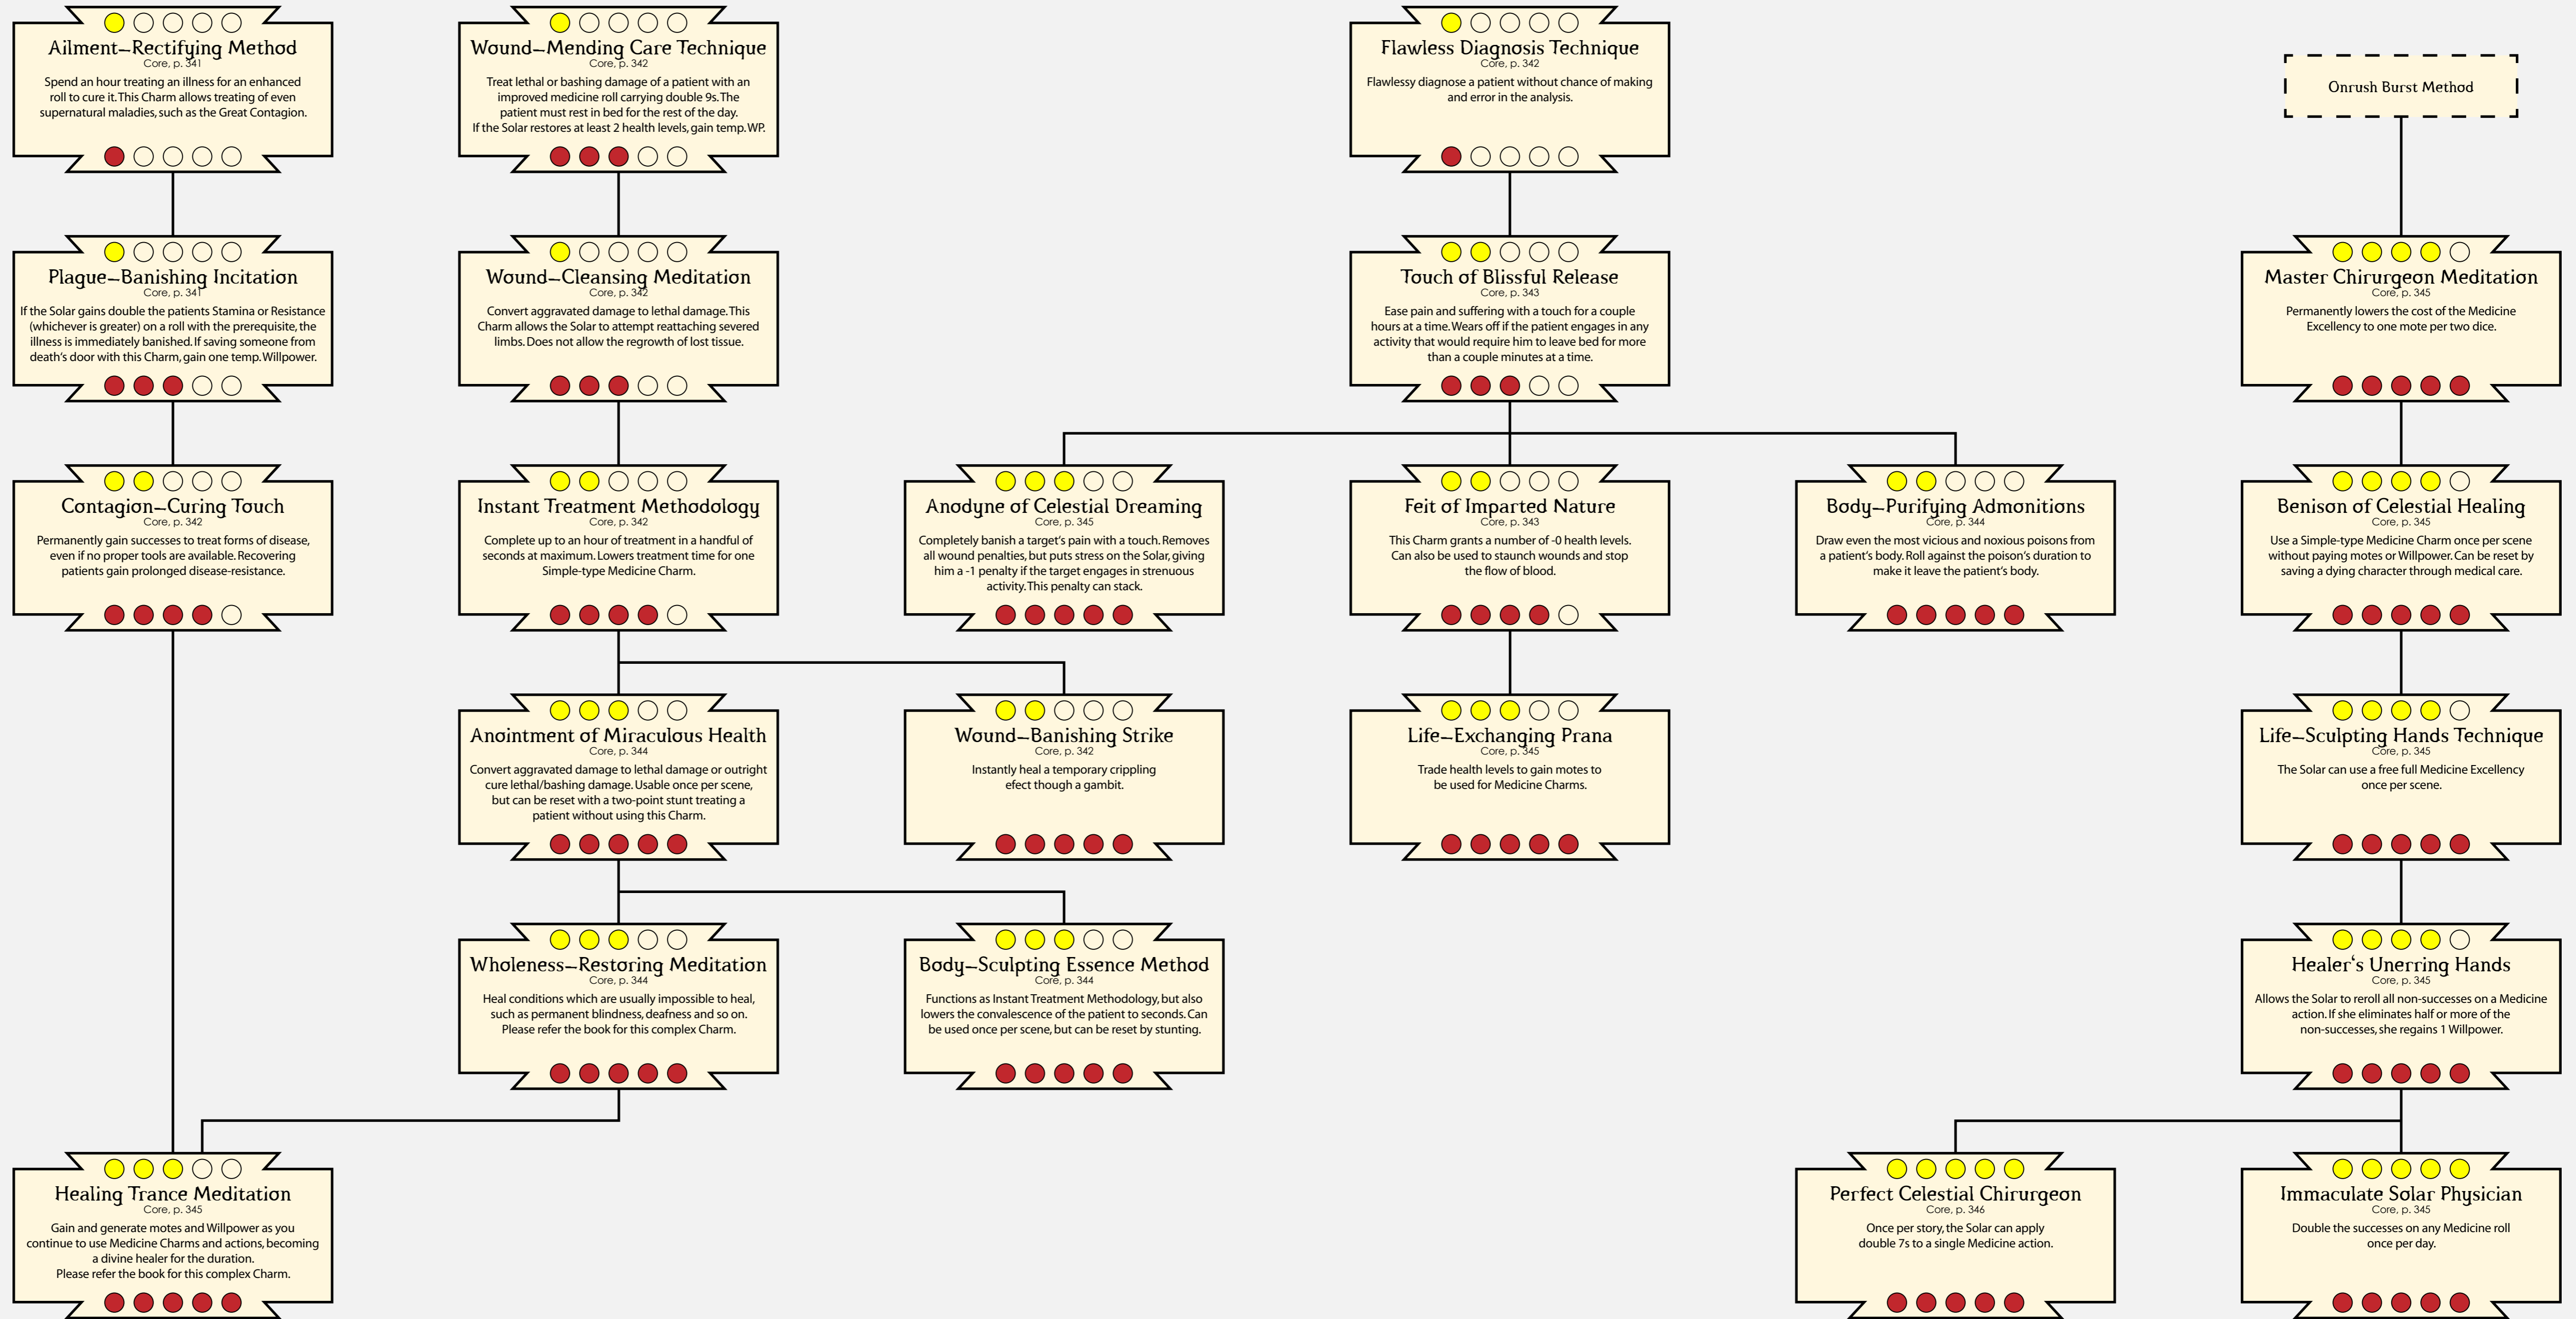 Ailment–Rectifying Method
Core, p. 341
Spend an hour treating an illness for an enhanced
roll to cure it. This Charm allows treating of even
supernatural maladies, such as the Great Contagion.
Wound–Mending Care Technique
Core, p. 342
Treat lethal or bashing damage of a patient with an
improved medicine roll carrying double 9s. The
patient must rest in bed for the rest of the day.
If the Solar restores at least 2 health levels, gain temp. WP.
Flawless Diagnosis Technique
Core, p. 342
Flawlessy diagnose a patient without chance of making
and error in the analysis.
Onrush Burst Method
Plague–Banishing Incitation
Core, p. 341
If the Solar gains double the patients Stamina or Resistance
(whichever is greater) on a roll with the prerequisite, the
illness is immediately banished. If saving someone from
death's door with this Charm, gain one temp. Willpower.
Wound–Cleansing Meditation
Core, p. 342
Convert aggravated damage to lethal damage. This
Charm allows the Solar to attempt reattaching severed
limbs. Does not allow the regrowth of lost tissue.
Touch of Blissful Release
Core, p. 343
Ease pain and suffering with a touch for a couple
hours at a time. Wears off if the patient engages in any
activity that would require him to leave bed for more
than a couple minutes at a time.
Master Chirurgeon Meditation
Core, p. 345
Permanently lowers the cost of the Medicine
Excellency to one mote per two dice.
Contagion–Curing Touch
Core, p. 342
Permanently gain successes to treat forms of disease,
even if no proper tools are available. Recovering
patients gain prolonged disease-resistance.
Instant Treatment Methodology
Core, p. 342
Complete up to an hour of treatment in a handful of
seconds at maximum. Lowers treatment time for one
Simple-type Medicine Charm.
Anodyne of Celestial Dreaming
Core, p. 345
Completely banish a target's pain with a touch. Removes
all wound penalties, but puts stress on the Solar, giving
him a -1 penalty if the target engages in strenuous
activity. This penalty can stack.
Feit of Imparted Nature
Core, p. 343
This Charm grants a number of -0 health levels.
Can also be used to staunch wounds and stop
the flow of blood.
Body–Purifying Admonitions
Core, p. 344
Draw even the most vicious and noxious poisons from
a patient's body. Roll against the poison's duration to
make it leave the patient's body.
Benison of Celestial Healing
Core, p. 345
Use a Simple-type Medicine Charm once per scene
without paying motes or Willpower. Can be reset by
saving a dying character through medical care.
Anointment of Miraculous Health
Core, p. 344
Convert aggravated damage to lethal damage or outright
cure lethal/bashing damage. Usable once per scene,
but can be reset with a two-point stunt treating a
patient without using this Charm.
Wound–Banishing Strike
Core, p. 342
Instantly heal a temporary crippling
efect though a gambit.
Life–Exchanging Prana
Core, p. 345
Trade health levels to gain motes to
be used for Medicine Charms.
Life–Sculpting Hands Technique
Core, p. 345
The Solar can use a free full Medicine Excellency
once per scene.
Wholeness–Restoring Meditation
Core, p. 344
Heal conditions which are usually impossible to heal,
such as permanent blindness, deafness and so on.
Please refer the book for this complex Charm.
Body–Sculpting Essence Method
Core, p. 344
Functions as Instant Treatment Methodology, but also
lowers the convalescence of the patient to seconds. Can
be used once per scene, but can be reset by stunting.
Healer‘s Unerring Hands
Core, p. 345
Allows the Solar to reroll all non-successes on a Medicine
action. If she eliminates half or more of the
non-successes, she regains 1 Willpower.
Healing Trance Meditation
Core, p. 345
Gain and generate motes and Willpower as you
continue to use Medicine Charms and actions, becoming
a divine healer for the duration.
Please refer the book for this complex Charm.
Perfect Celestial Chirurgeon
Core, p. 346
Once per story, the Solar can apply
double 7s to a single Medicine action.
Immaculate Solar Physician
Core, p. 345
Double the successes on any Medicine roll
once per day.